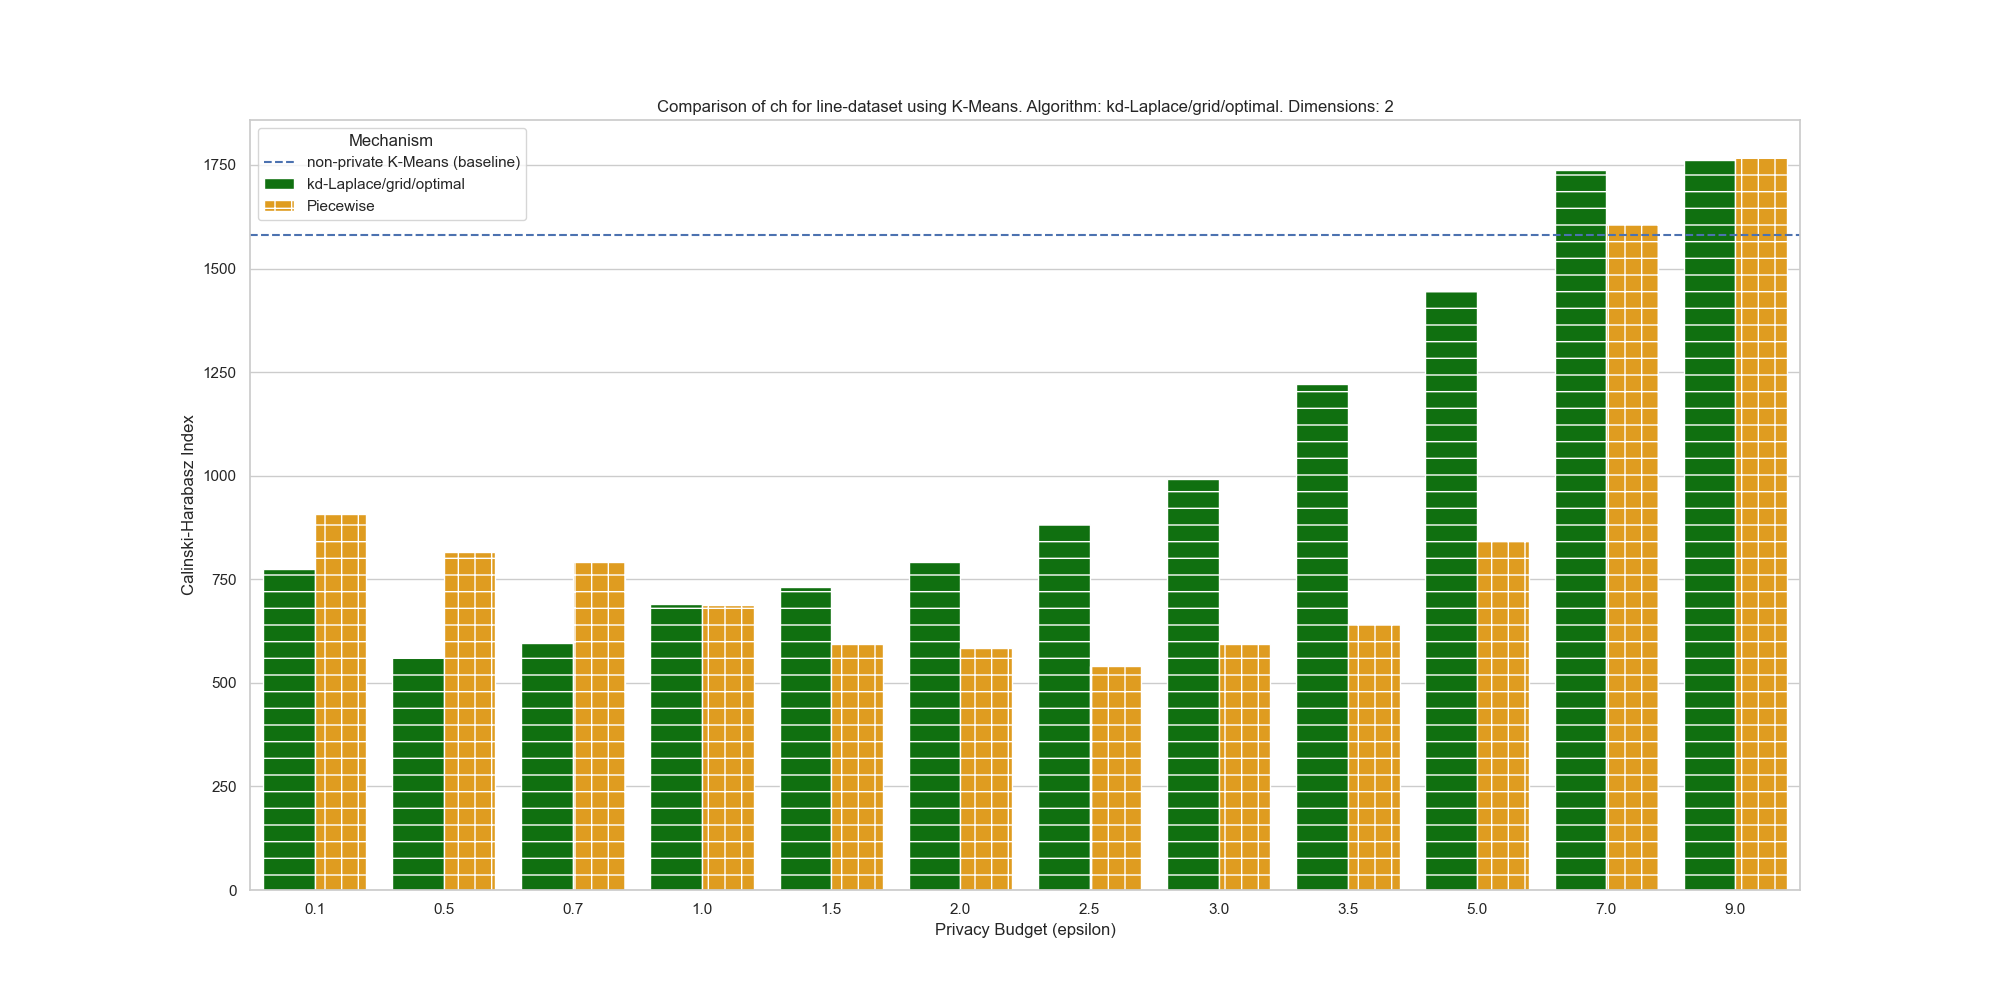 Comparison of ch for line-dataset using K-Means. Algorithm: kd-Laplace/grid/optimal. Dimensions: 2
Mechanism
non-private K-Means (baseline)
kd-Laplace/grid/optimal
Piecewise
Calinski-Harabasz Index
1750
1500
1250
1000
750
500
250
0
0.1 0.5 0.7 1.0 1.5 2.0 2.5 3.0 3.5 5.0 7.0 9.0
Privacy Budget (epsilon)